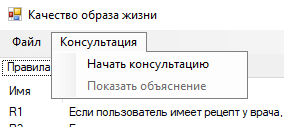 Качество образа жизни
Файл Консультация
Начать консультацию
Показать объяснение
Правила
Имя
R1 Если пользователь имеет рецепт у врача,